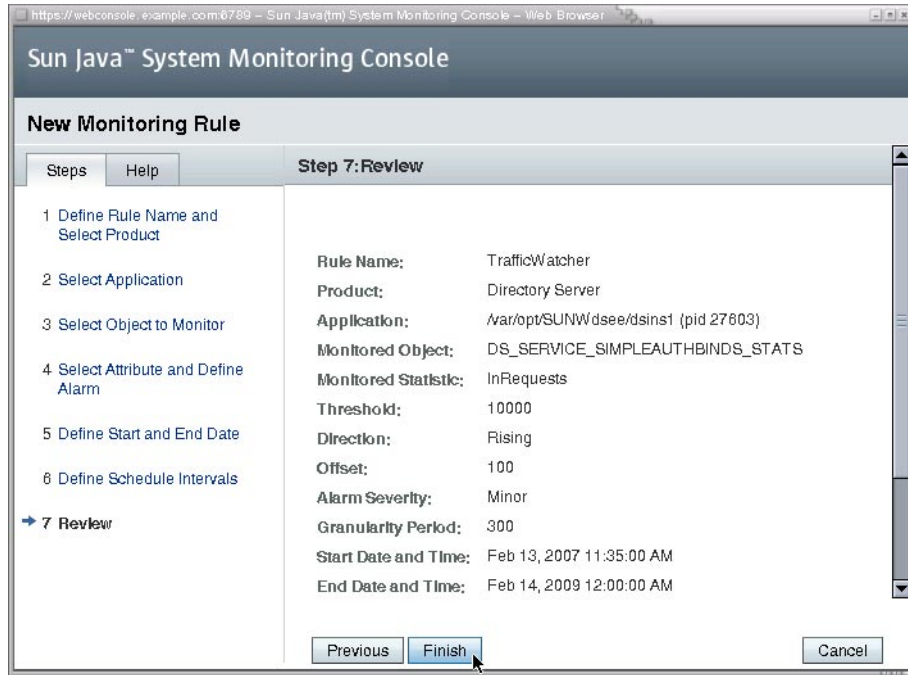 https://webconsole.example.com:6789 – Sun Java(tm) System Monitoring Console – Web Browser
Sun Java™ System Monitoring Console
New Monitoring Rule
Steps
Help
1 Define Rule Name and
Select Product
2 Select Application
3 Select Object to Monitor
4 Select Attribute and Define
Alarm
5 Define Start and End Date
6 Define Schedule Intervals
7 Review
Step 7:Review
Rule Name: TrafficWatcher
Product: Directory Server
Application: /var/opt/SUNWdsee/dsins1 (pid 27603)
Monitored Object: DS_SERVICE_SIMPLEAUTHBINDS_STATS
Monitored Statistic: InRequests
Threshold: 10000
Direction: Rising
Offset: 100
Alarm Severity: Minor
Granularity Period: 300
Start Date and Time: Feb 13, 2007 11:35:00 AM
End Date and Time: Feb 14, 2009 12:00:00 AM
Previous
Finish
Cancel